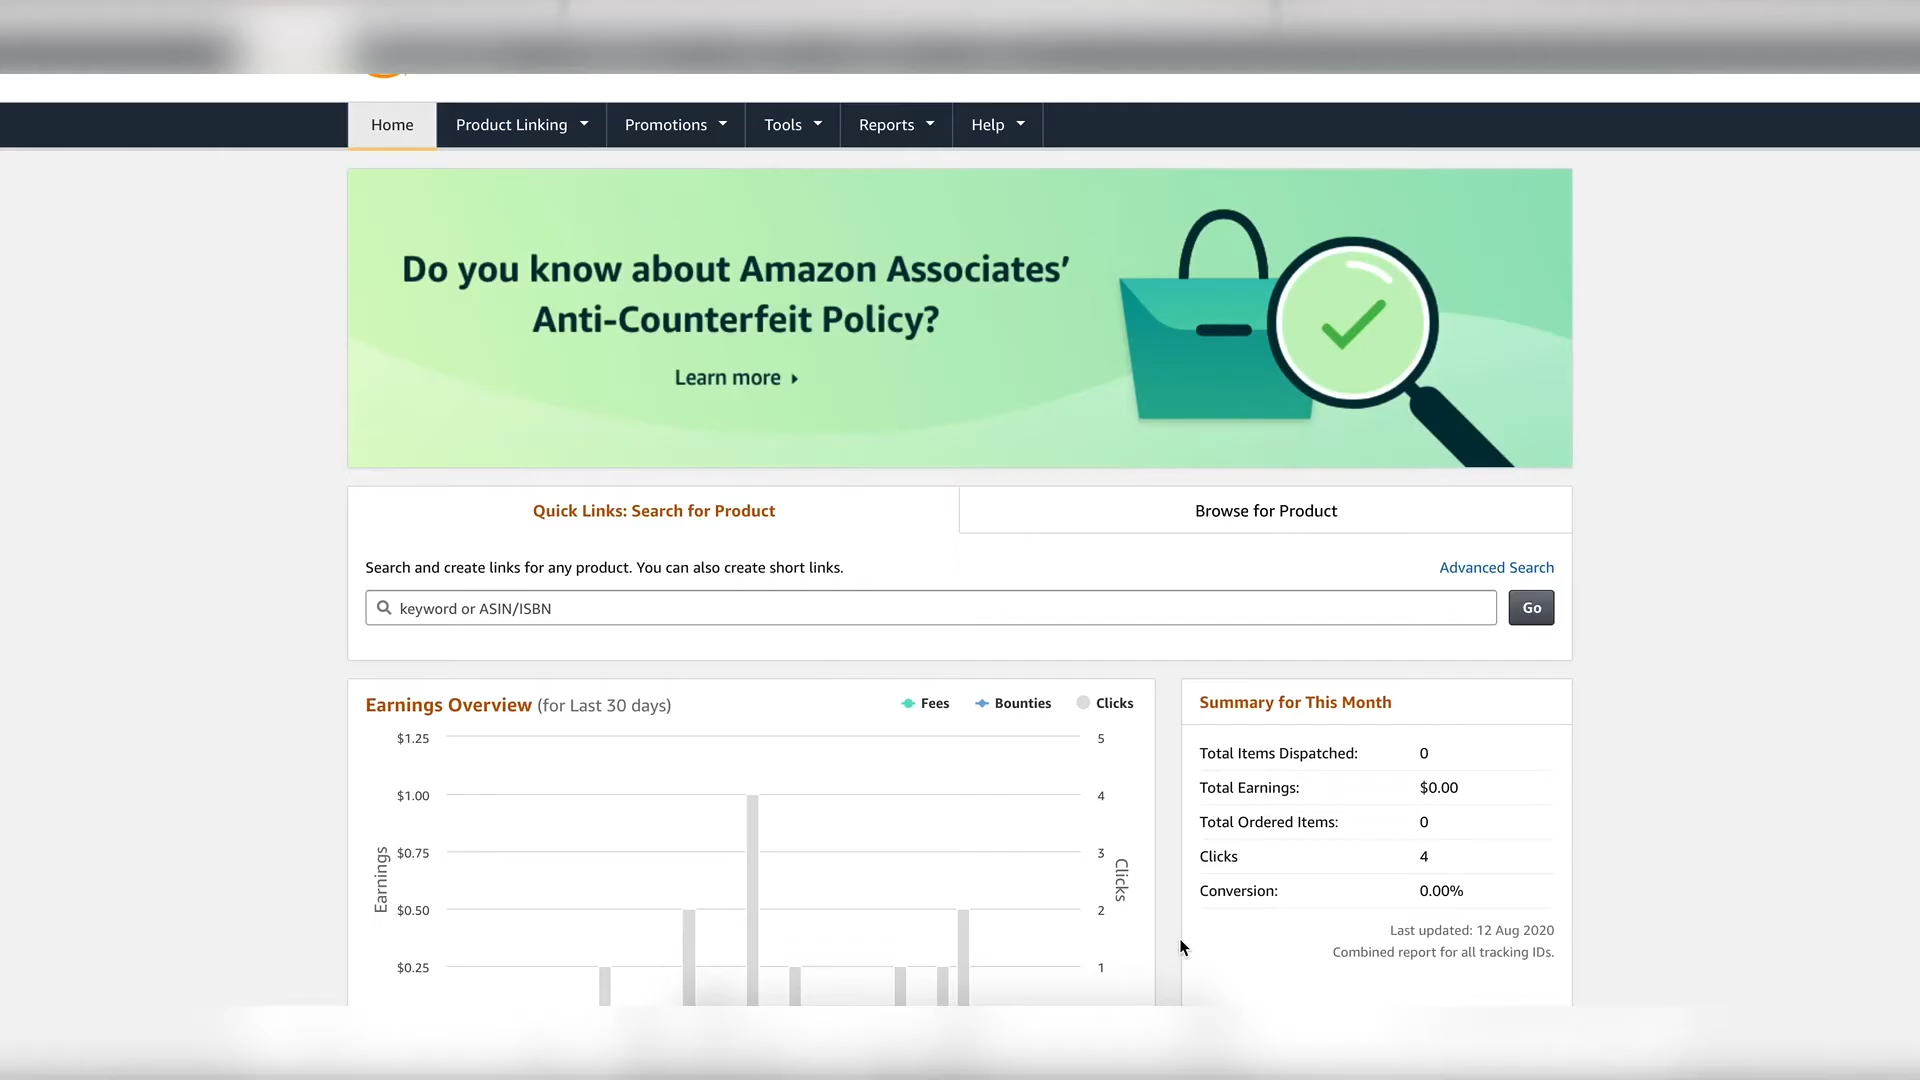 Home
Product Linking
Promotions
Tools
Reports
Help
Do you know about Amazon Associates’
Anti-Counterfeit Policy?
Learn more
Quick Links: Search for Product
Browse for Product
Search and create links for any product. You can also create short links.
Advanced Search
keyword or ASIN/ISBN
Go
Earnings Overview (for Last 30 days)
Fees
Bounties
Clicks
$1.25
$1.00
$0.75
$0.50
$0.25
Earnings
5
4
3
2
1
Clicks
Summary for This Month
Total Items Dispatched: 0
Total Earnings: $0.00
Total Ordered Items: 0
Clicks 4
Conversion: 0.00%
Last updated: 12 Aug 2020
Combined report for all tracking IDs.